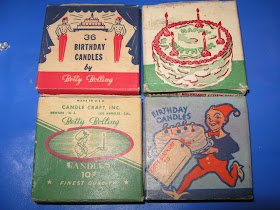 36
BIRTHDAY
CANDLES
by
Betty Bolling
HAPPY
BIRTHDAY
MADE IN U.S.A.
CANDLE CRAFT, INC.
NEWARK, N.J. LOS ANGELES, CAL.
Betty Bolling
CANDLES
10¢
FINEST QUALITY
BIRTHDAY
CANDLES